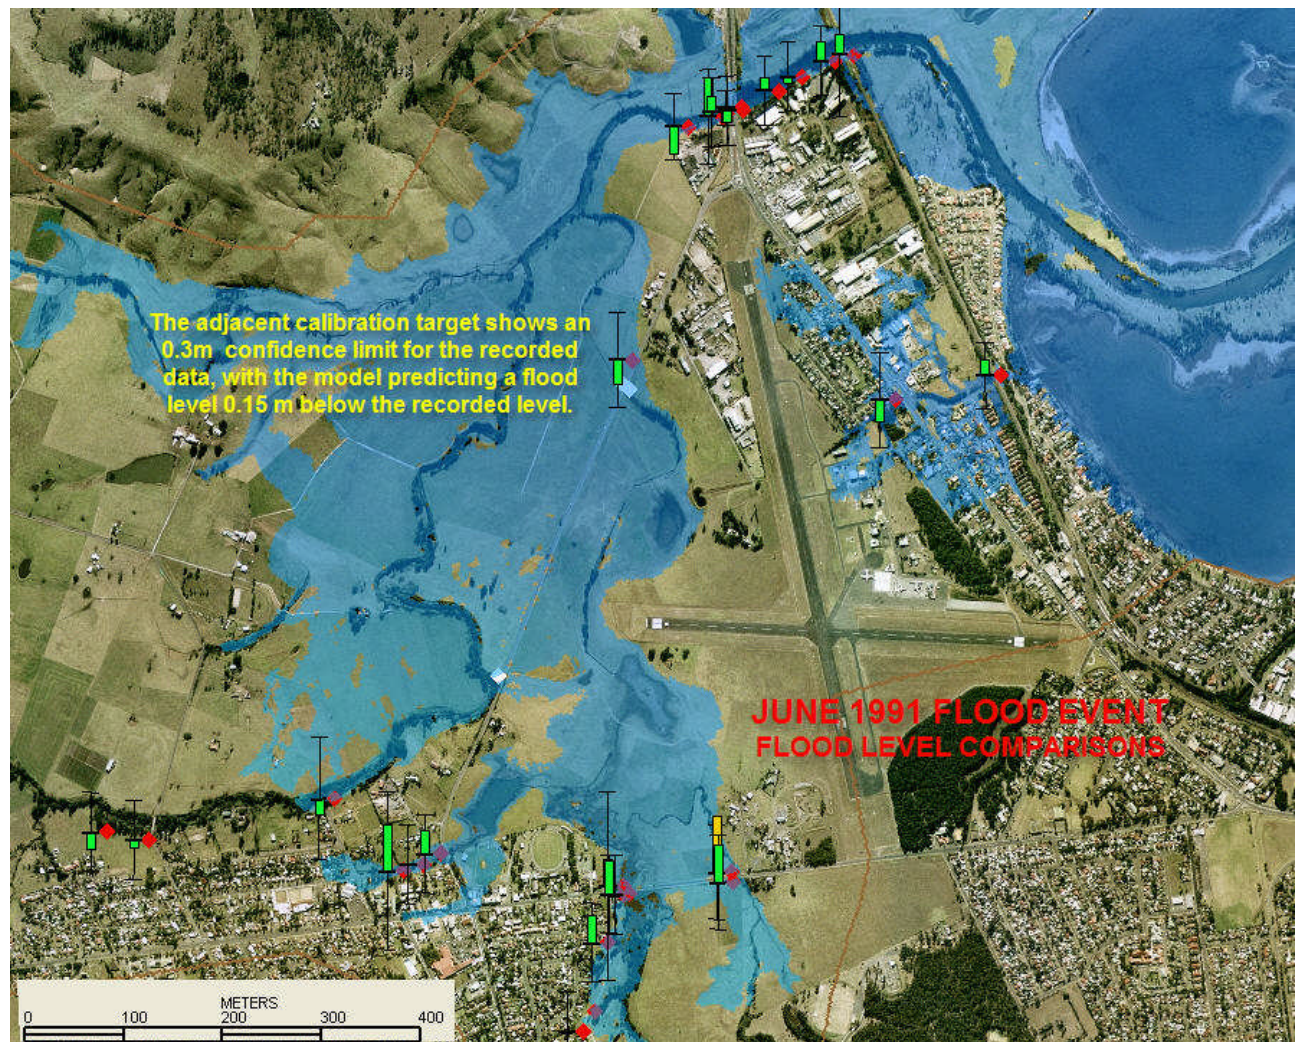 The adjacent calibration target shows an
0.3m confidence limit for the recorded
data, with the model predicting a flood
level 0.15 m below the recorded level.
JUNE 1991 FLOOD EVENT
FLOOD LEVEL COMPARISONS
METERS
0 100 200 300 400